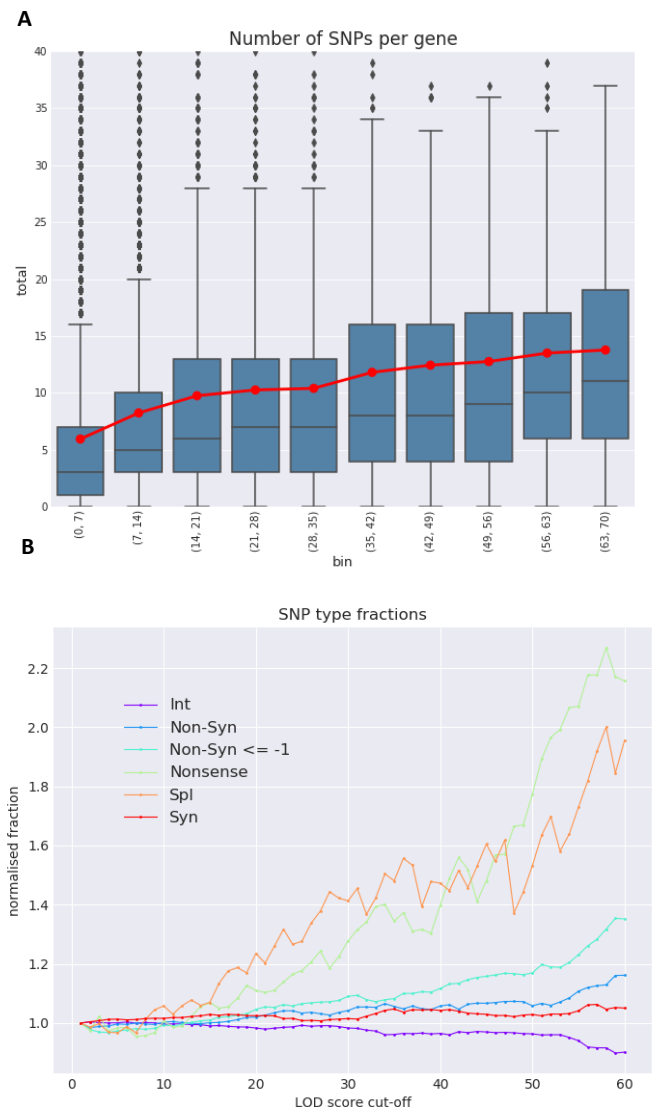 A
Number of SNPs per gene
40
35
30
25
20
15
10
5
0
total
(0, 7)
(7, 14)
(14, 21)
(21, 28)
(28, 35)
(35, 42)
(42, 49)
(49, 56)
(56, 63)
(63, 70)
bin
B
SNP type fractions
2.2
2.0
1.8
1.6
1.4
1.2
1.0
normalised fraction
Int
Non-Syn
Non-Syn <= -1
Nonsense
Spl
Syn
0 10 20 30 40 50 60
LOD score cut-off